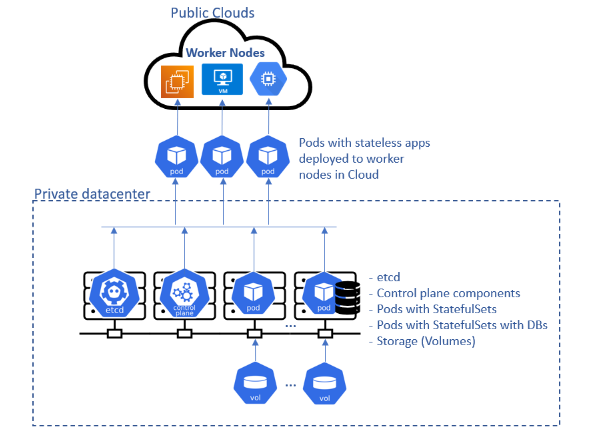 Public Clouds
Worker Nodes
VM
Pods with stateless apps
deployed to worker
nodes in Cloud
pod
pod
pod
Private datacenter
etcd
control
plane
pod
pod
...
- etcd
- Control plane components
- Pods with StatefulSets
- Pods with StatefulSets with DBs
- Storage (Volumes)
vol
...
vol